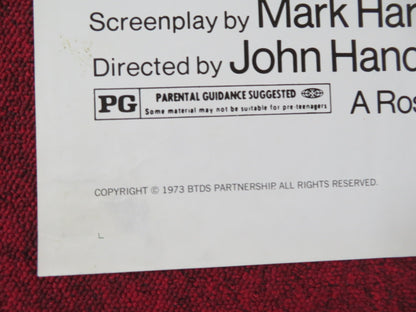 Screenplay by Mark Har
Directed by John Hanc
PG PARENTAL GUIDANCE SUGGESTED
Some material may not be suitable for pre-teenagers
A Ros
COPYRIGHT © 1973 BTDS PARTNERSHIP. ALL RIGHTS RESERVED.